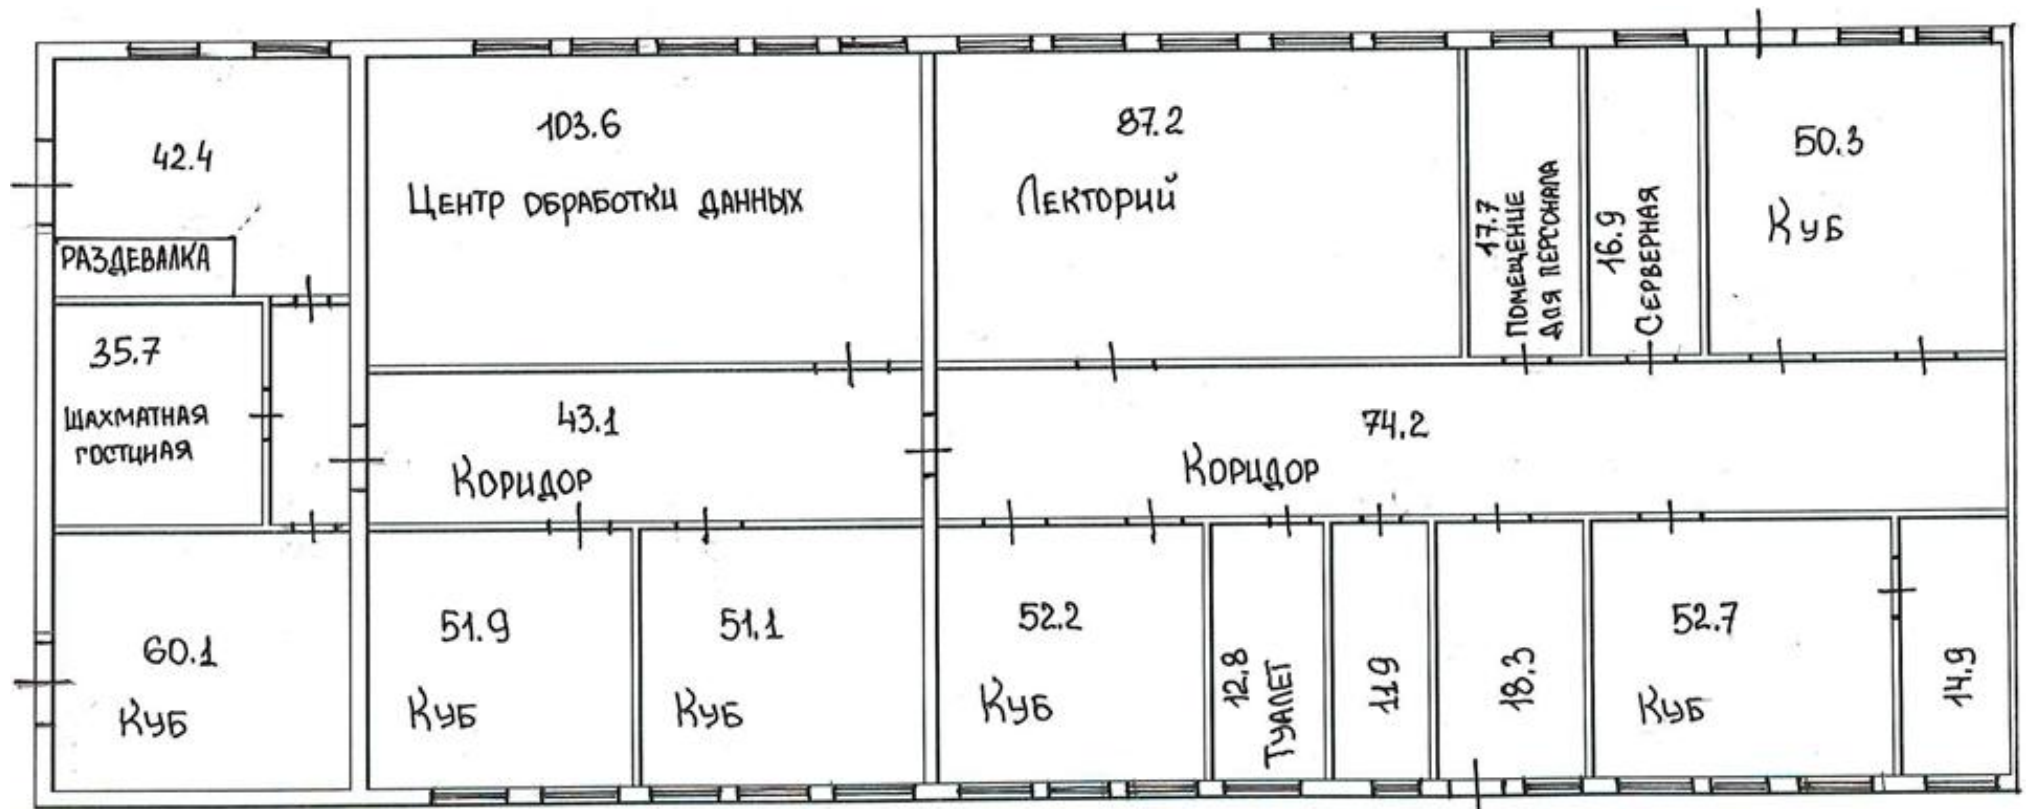 42.4
РАЗДЕВАЛКА
35.7
ШАХМАТНАЯ
ГОСТИНАЯ
60.1
КУБ
103.6
ЦЕНТР ОБРАБОТКИ ДАННЫХ
43.1
КОРИДОР
51.9
КУБ
51.1
КУБ
87.2
ЛЕКТОРИЙ
17.7
ПОМЕЩЕНИЕ
ДЛЯ ПЕРСОНАЛА
16.9
СЕРВЕРНАЯ
50.3
КУБ
74.2
КОРИДОР
52.2
КУБ
12.8
ТУАЛЕТ
11.9
18.3
52.7
КУБ
14.9